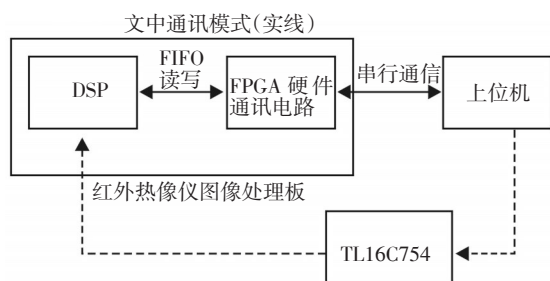 文中通讯模式(实线)
FIFO
读写
DSP
FPGA 硬件
通讯电路
串行通信
上位机
红外热像仪图像处理板
TL16C754